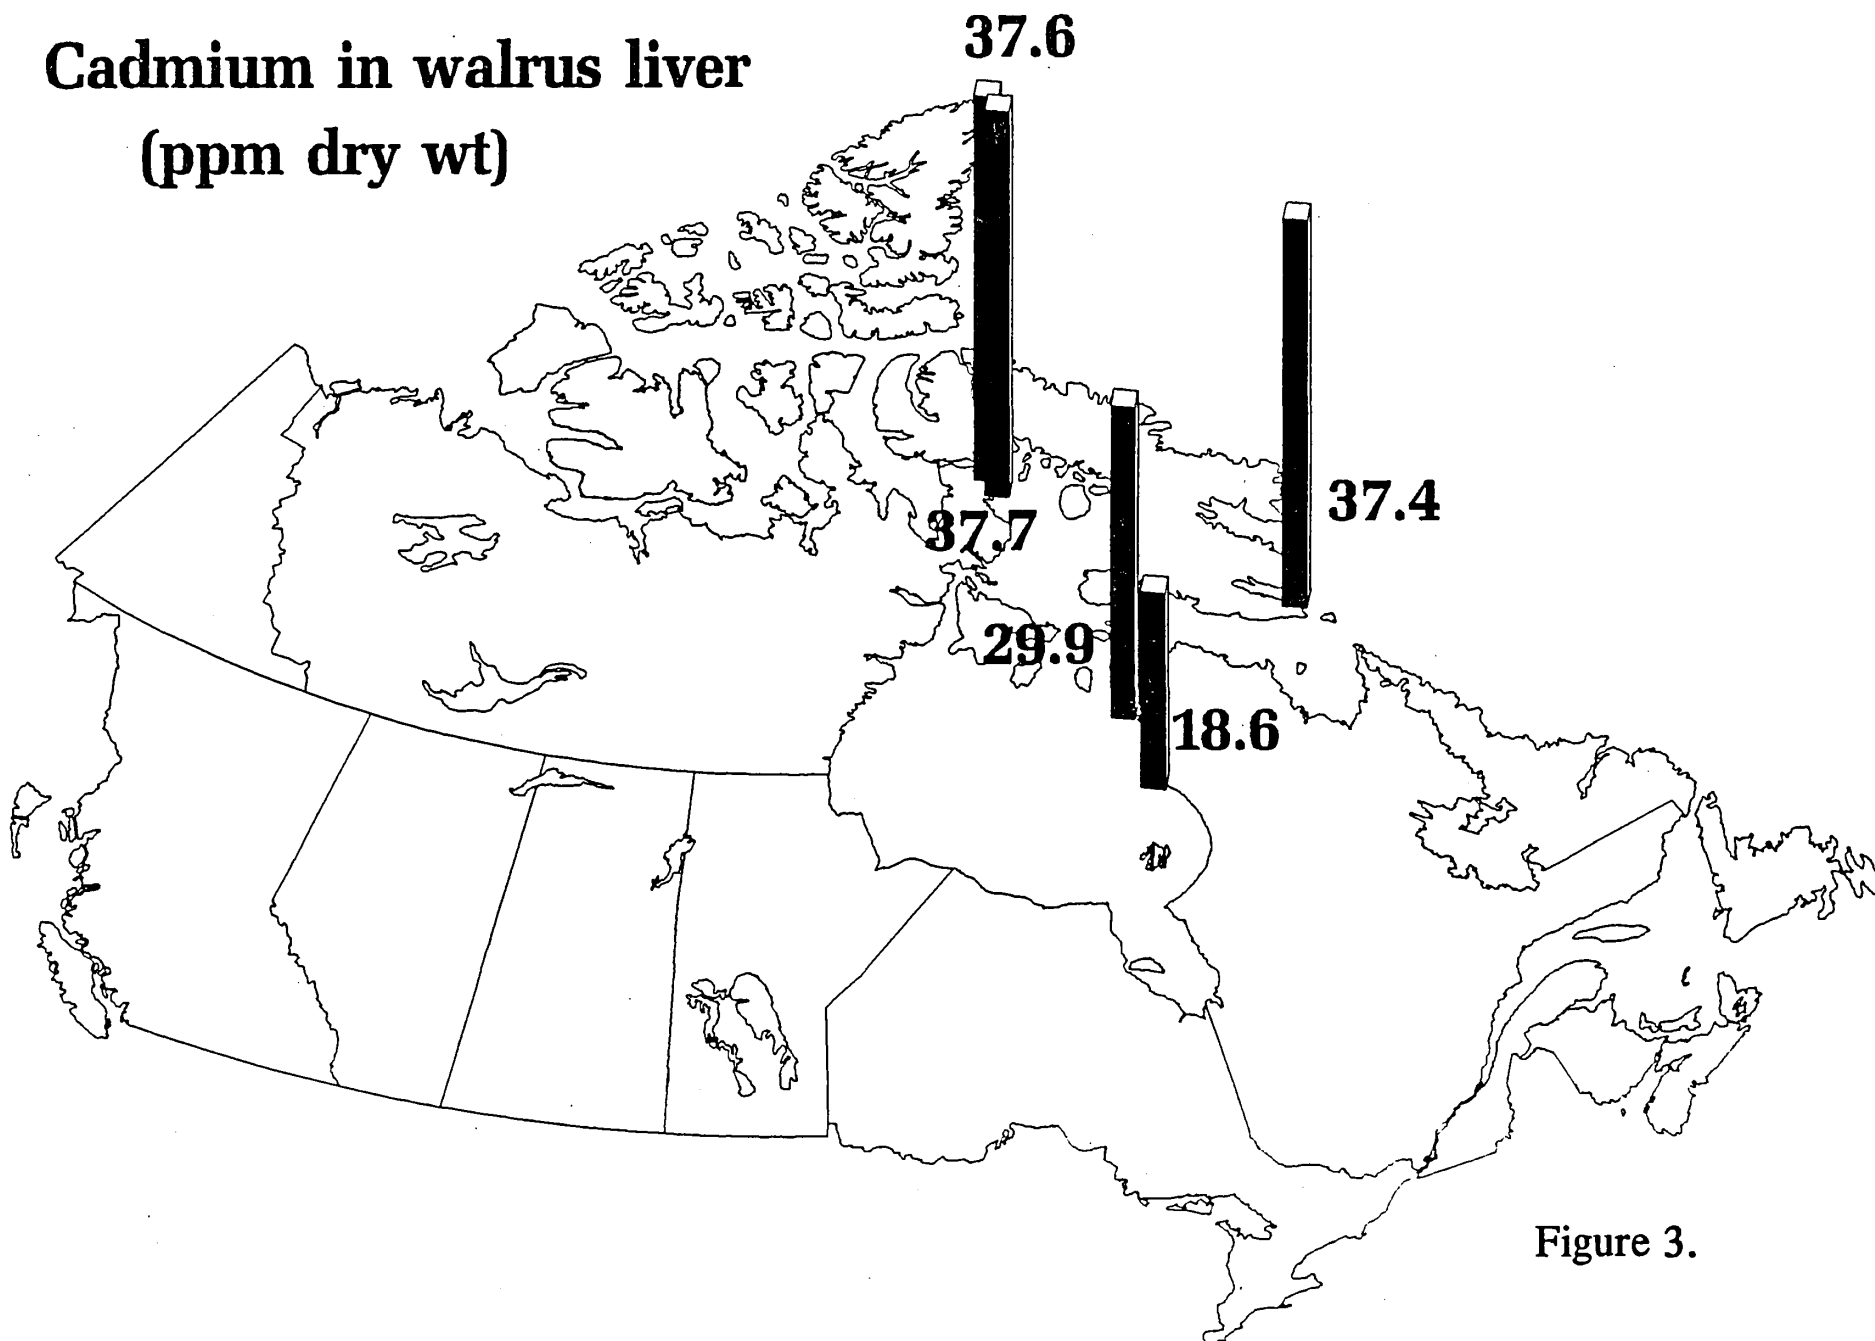 Cadmium in walrus liver
(ppm dry wt)
37.6
37.4
37.7
29.9
18.6
Figure 3.